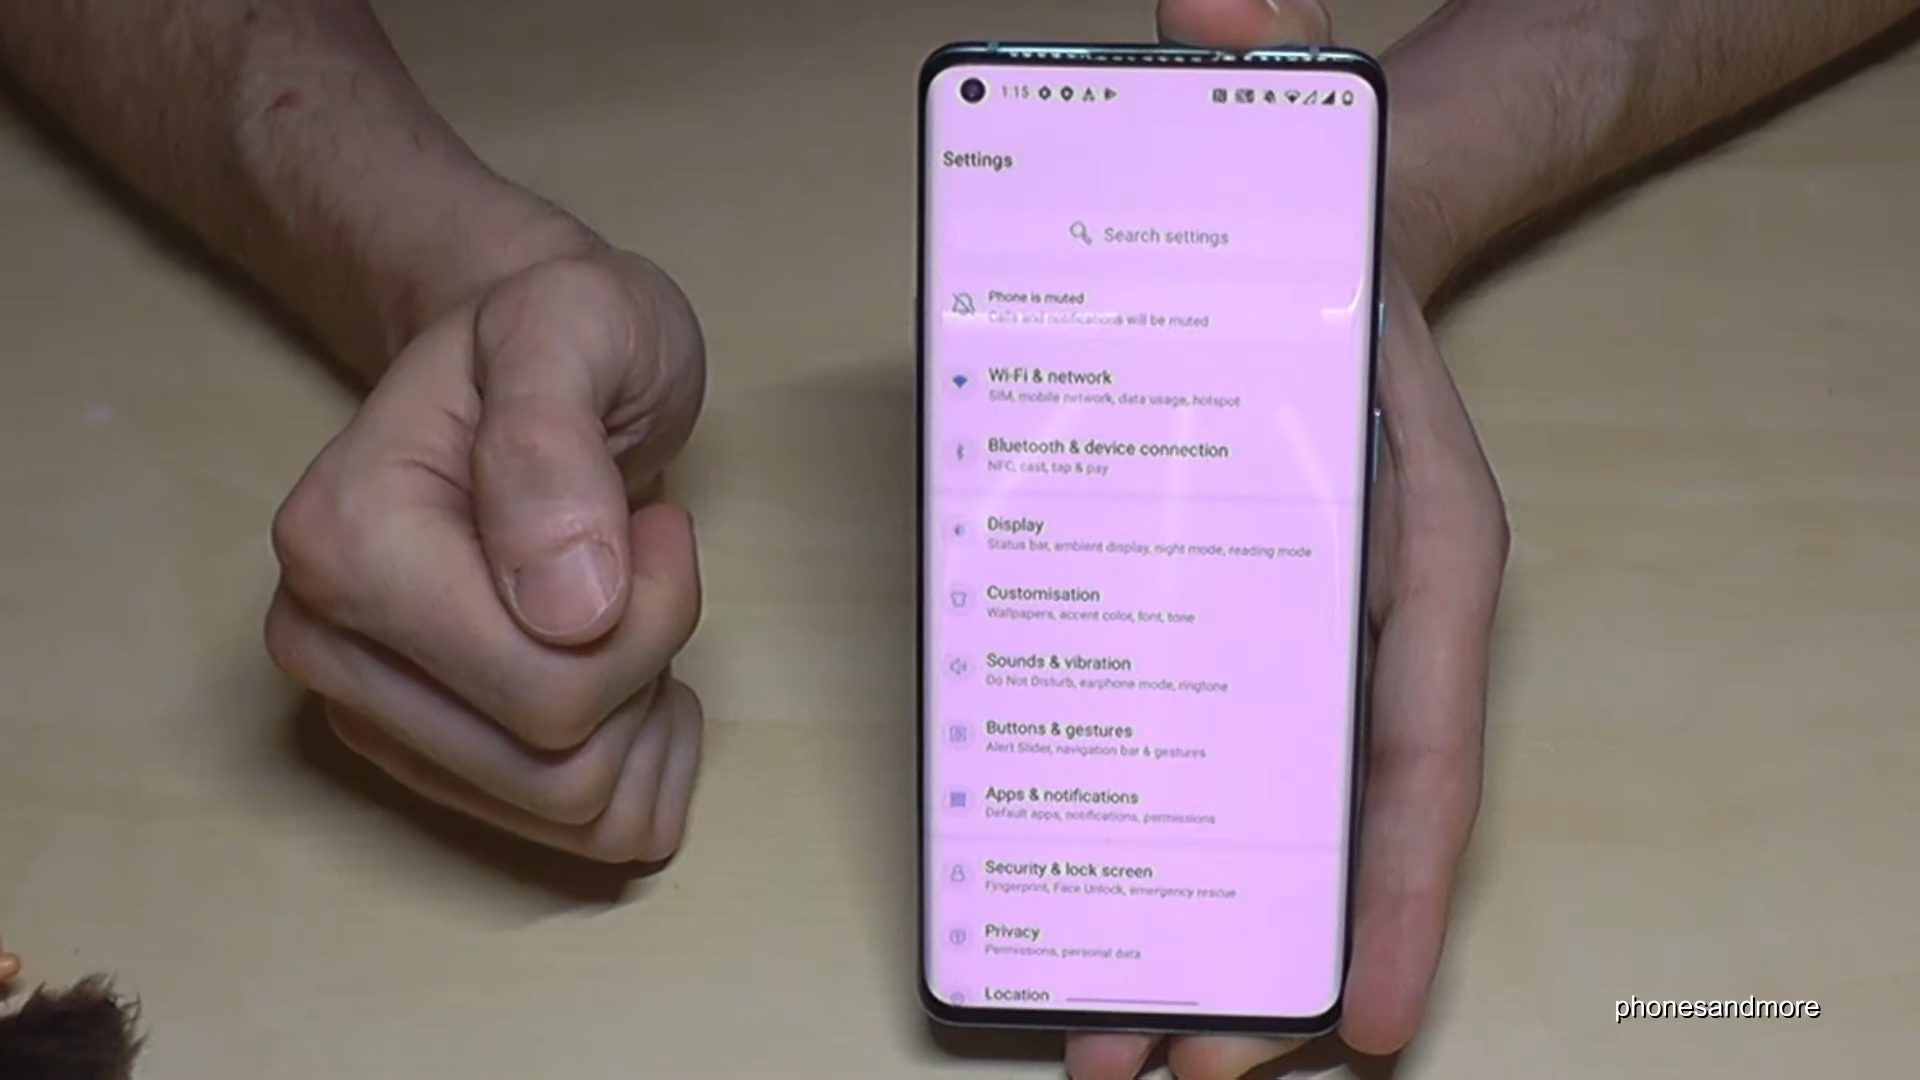 1:15
Settings
Search settings
Phone is muted
Calls and notifications will be muted
Wi-Fi & network
SIM, mobile network, data usage, hotspot
Bluetooth & device connection
NFC, cast, tap & pay
Display
Status bar, ambient display, night mode, reading mode
Customisation
Wallpapers, accent color, font, tone
Sounds & vibration
Do Not Disturb, earphone mode, ringtone
Buttons & gestures
Alert Slider, navigation bar & gestures
Apps & notifications
Default apps, notifications, permissions
Security & lock screen
Fingerprint, Face Unlock, emergency rescue
Privacy
Permissions, personal data
Location
phonesandmore